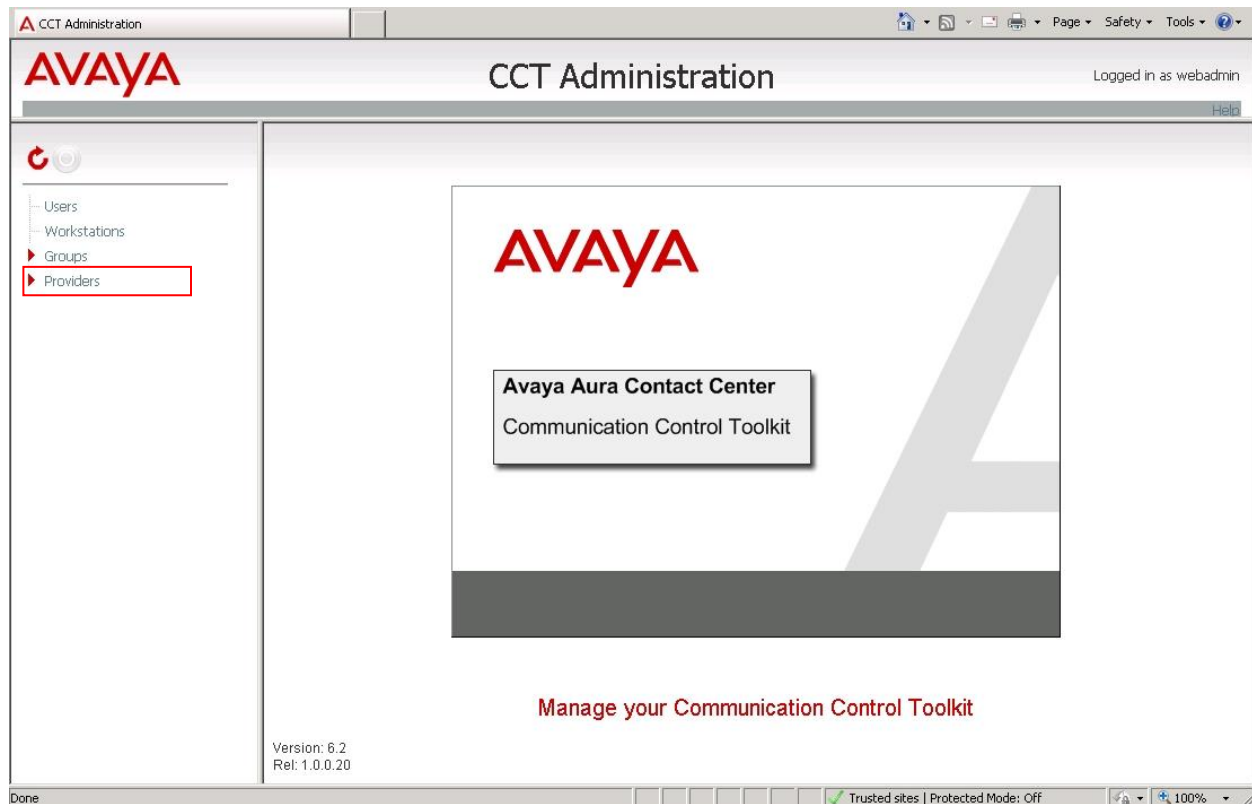 CCT Administration
Page Safety Tools
AVAYA
CCT Administration
Logged in as webadmin
Help
Users
Workstations
Groups
Providers
AVAYA
Avaya Aura Contact Center
Communication Control Toolkit
Manage your Communication Control Toolkit
Version: 6.2
Rel: 1.0.0.20
Done
Trusted sites | Protected Mode: Off
100%